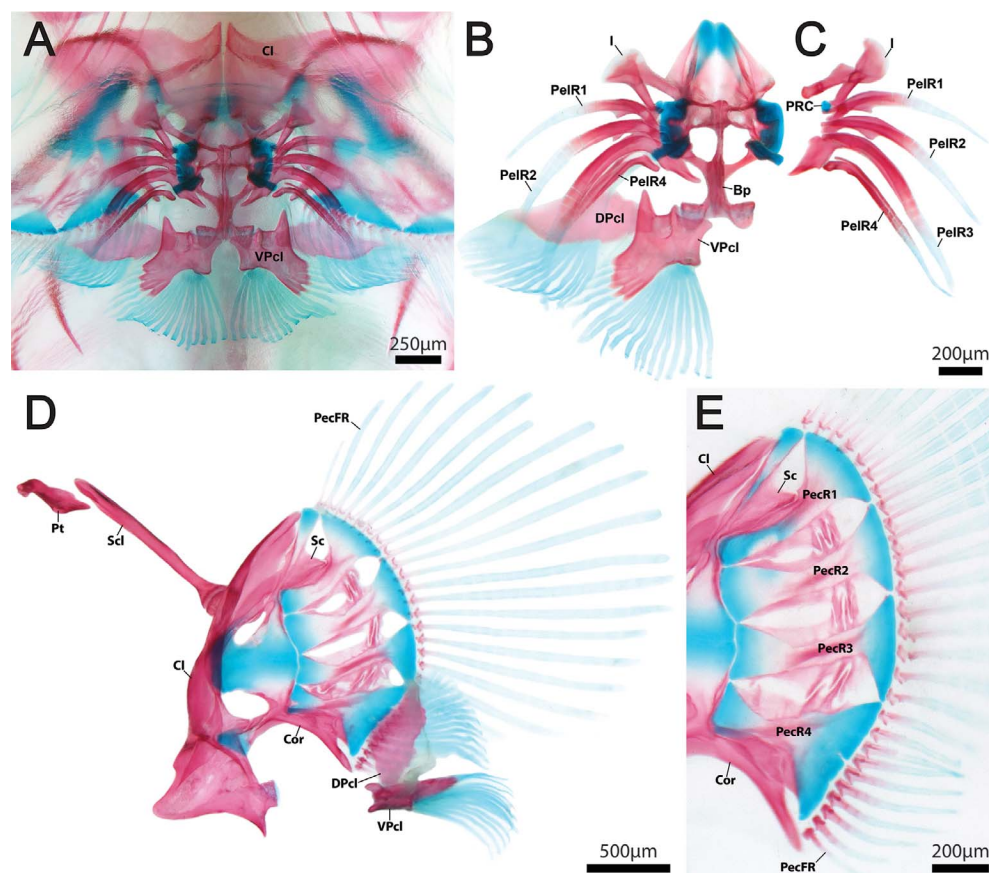 A
Cl
VPcl
250µm
B
I
PelR1
PelR2
PelR4
DPcl
Bp
VPcl
C
I
PRC
PelR1
PelR2
PelR4
PelR3
200µm
D
PecFR
Pt
Scl
Sc
Cl
Cor
DPcl
VPcl
500µm
E
Cl
Sc
PecR1
PecR2
PecR3
PecR4
Cor
PecFR
200µm